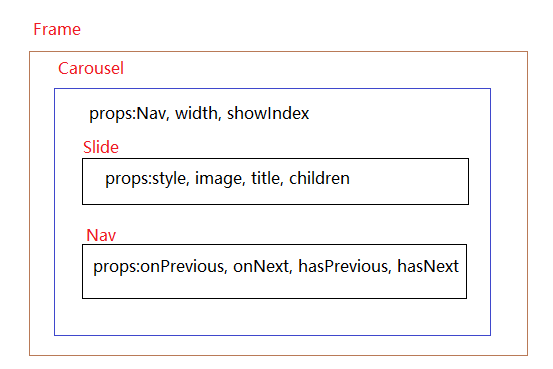 Frame
Carousel
props:Nav, width, showIndex
Slide
props:style, image, title, children
Nav
props:onPrevious, onNext, hasPrevious, hasNext